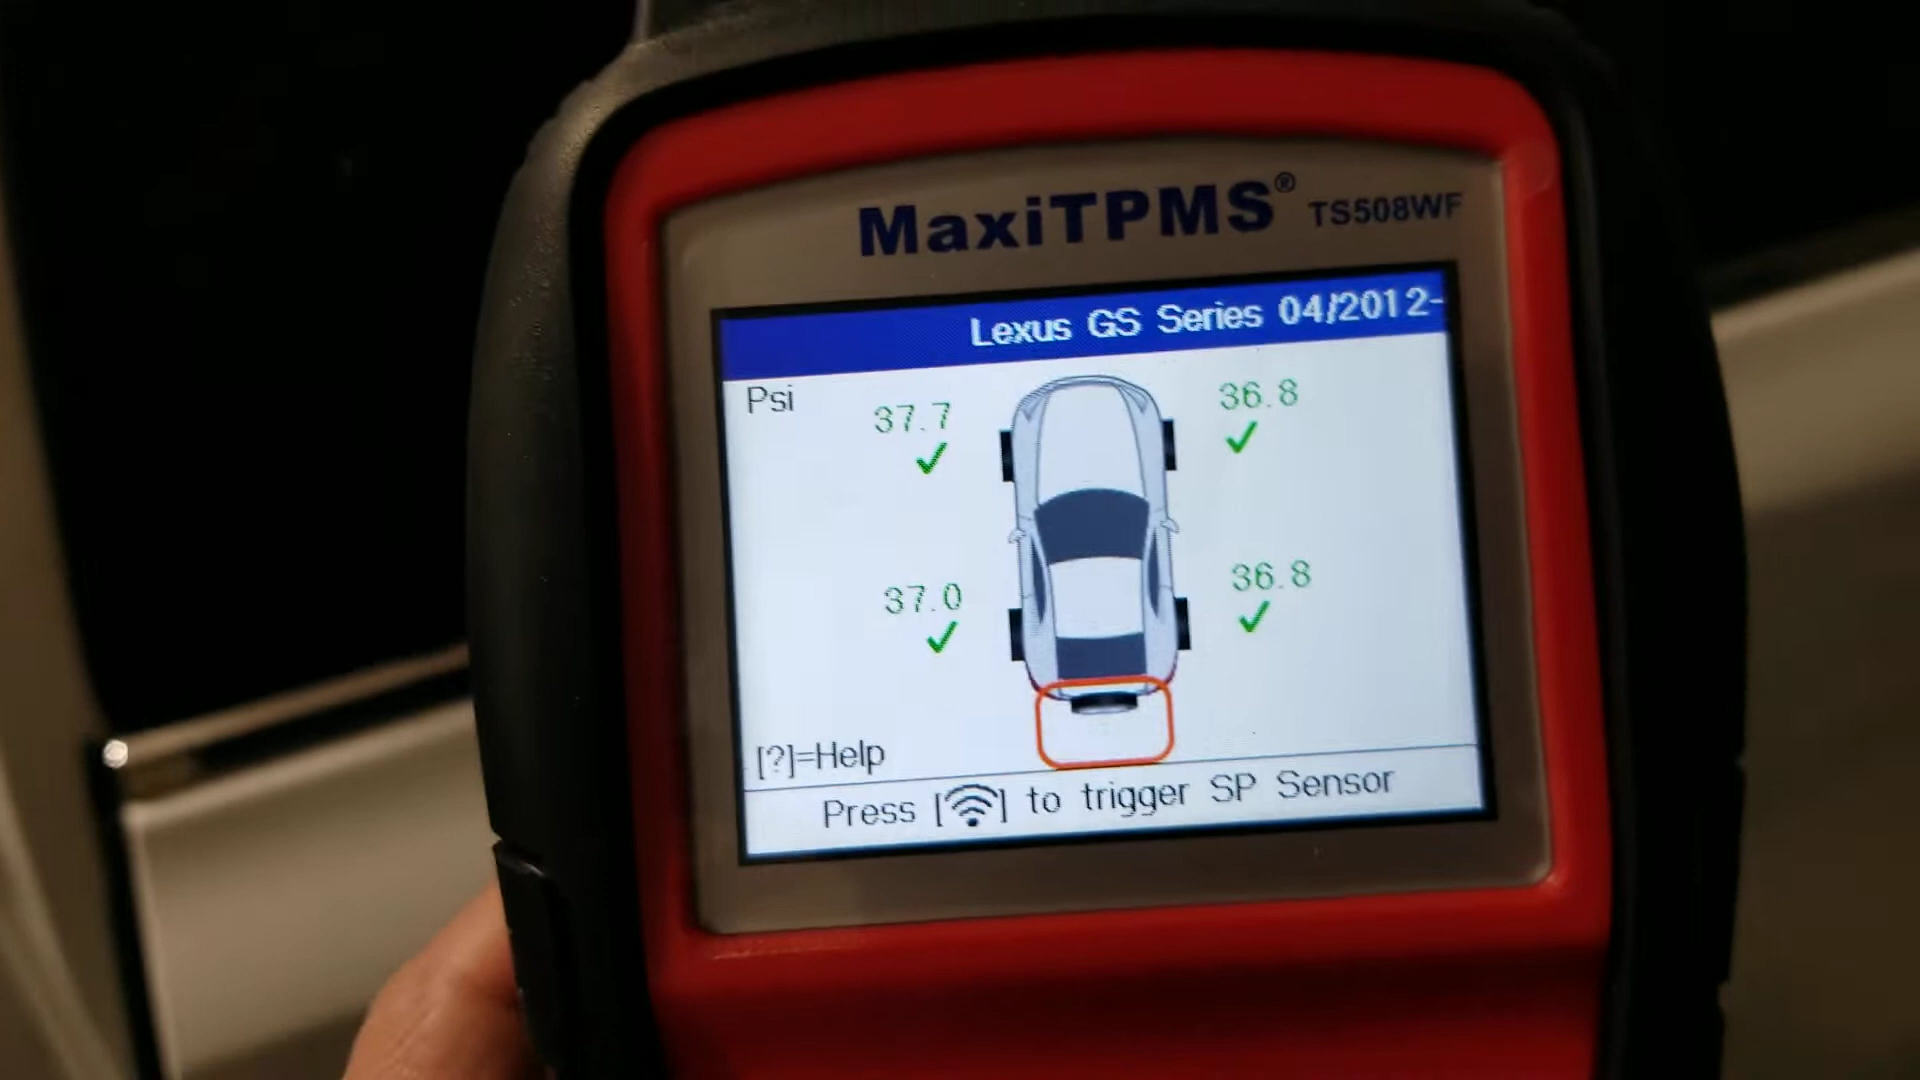 MaxiTPMS® TS508WF
Lexus GS Series 04/2012-
Psi
37.7
36.8
37.0
36.8
[?]=Help
Press [ ] to trigger SP Sensor